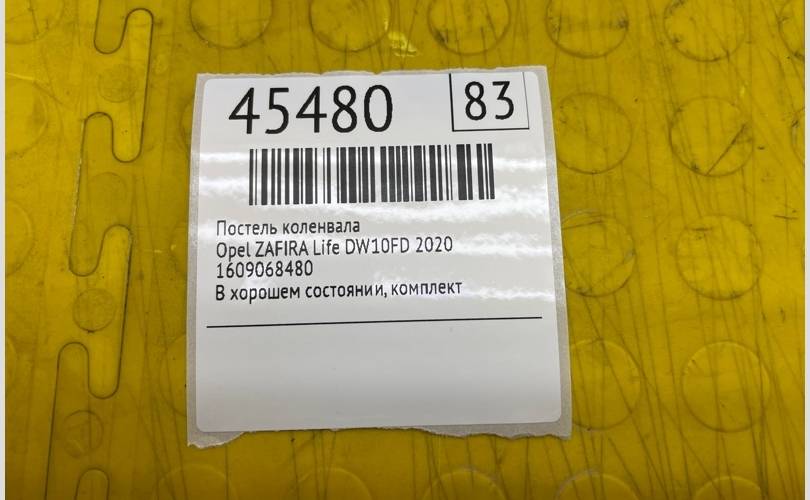 45480
83
Постель коленвала
Opel ZAFIRA Life DW10FD 2020
1609068480
В хорошем состоянии, комплект